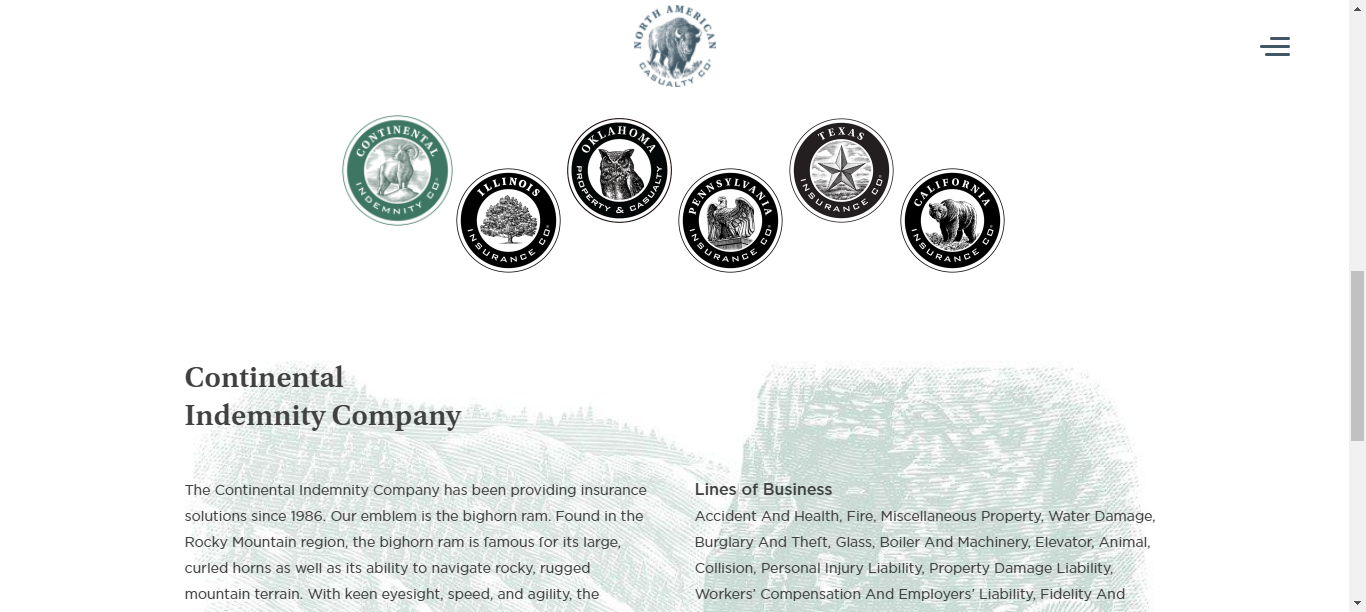 NORTH AMERICAN
CASUALTY CO.
CONTINENTAL
INDEMNITY CO
ILLINOIS
INSURANCE CO
OKLAHOMA
PROPERTY & CASUALTY
PENNSYLVANIA
INSURANCE CO
TEXAS
INSURANCE CO
CALIFORNIA
INSURANCE CO
Continental
Indemnity Company
The Continental Indemnity Company has been providing insurance
solutions since 1986. Our emblem is the bighorn ram. Found in the
Rocky Mountain region, the bighorn ram is famous for its large,
curled horns as well as its ability to navigate rocky, rugged
mountain terrain. With keen eyesight, speed, and agility, the
Lines of Business
Accident And Health, Fire, Miscellaneous Property, Water Damage,
Burglary And Theft, Glass, Boiler And Machinery, Elevator, Animal,
Collision, Personal Injury Liability, Property Damage Liability,
Workers' Compensation And Employers' Liability, Fidelity And